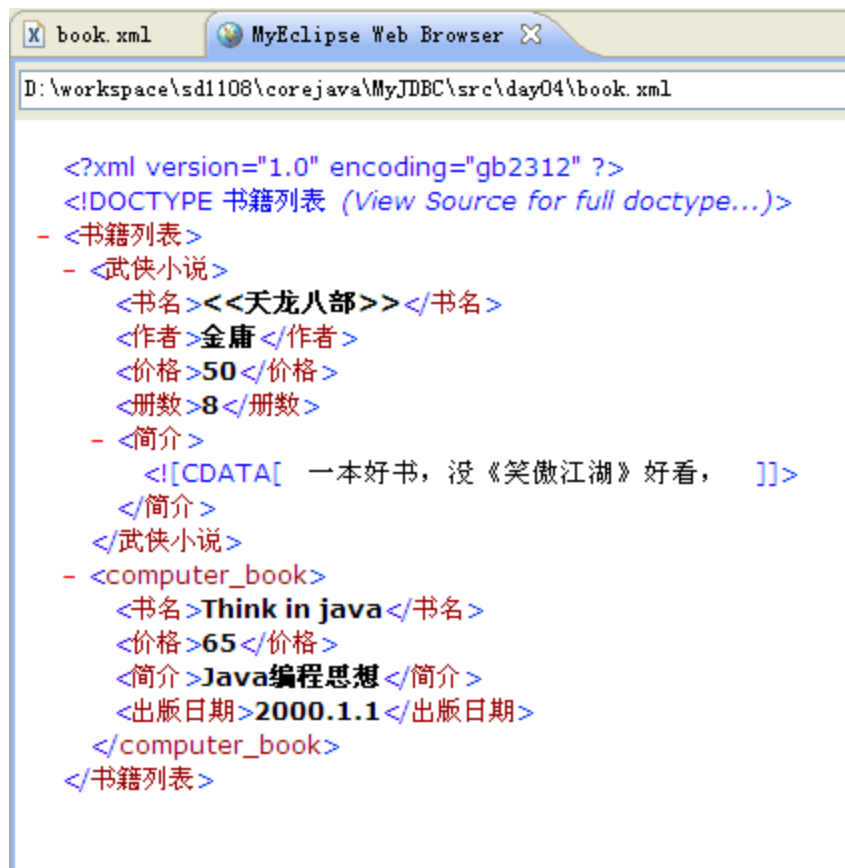 book.xml MyEclipse Web Browser
D:\workspace\sd1108\corejava\MyJDBC\src\day04\book.xml
<?xml version="1.0" encoding="gb2312" ?>
<!DOCTYPE 书籍列表 (View Source for full doctype...)>
- <书籍列表>
- <武侠小说>
<书名><<天龙八部>></书名>
<作者>金庸</作者>
<价格>50</价格>
<册数>8</册数>
- <简介>
<![CDATA[ 一本好书，没《笑傲江湖》好看， ]]>
</简介>
</武侠小说>
- <computer_book>
<书名>Think in java</书名>
<价格>65</价格>
<简介>Java编程思想</简介>
<出版日期>2000.1.1</出版日期>
</computer_book>
</书籍列表>